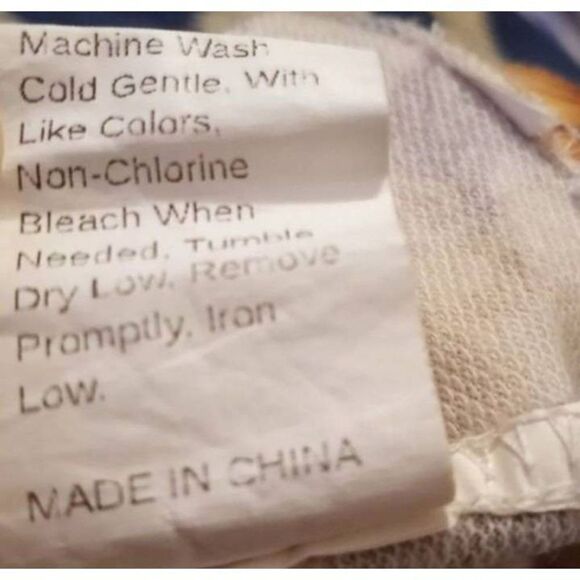 Machine Wash
Cold Gentle. With
Like Colors,
Non-Chlorine
Bleach When
Needed. Tumble
Dry Low. Remove
Promptly. Iron
Low.
MADE IN CHINA